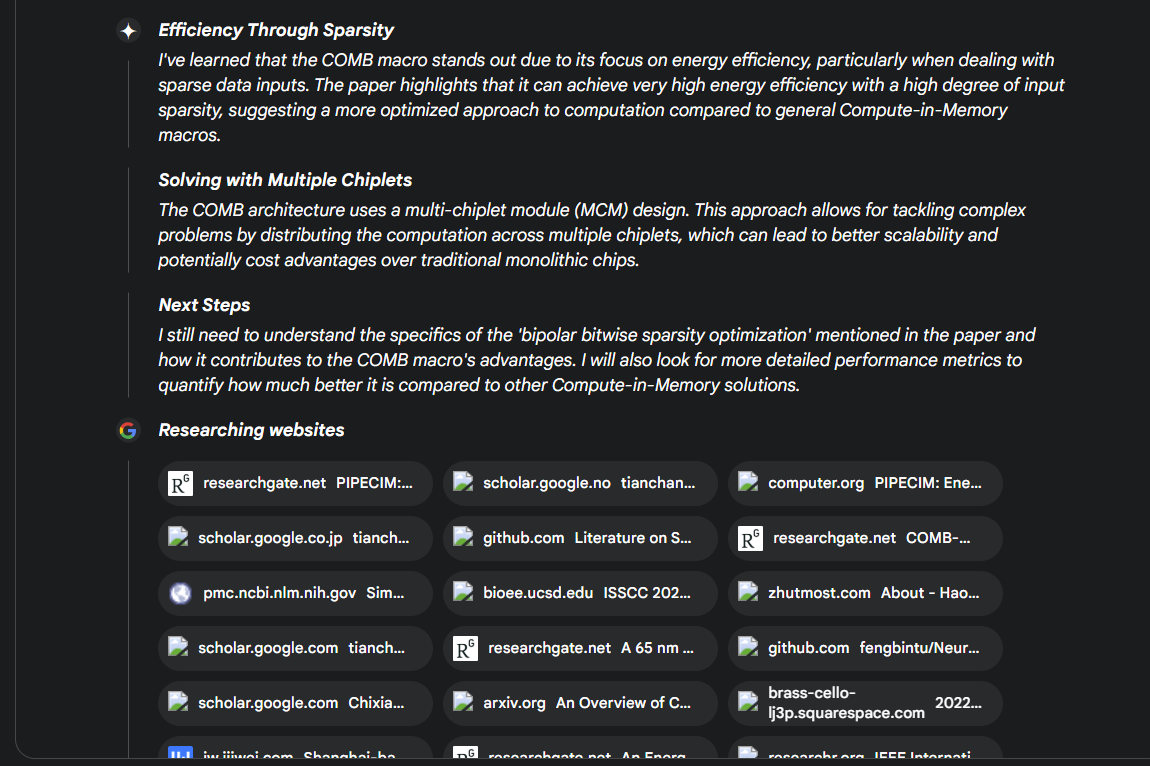 Efficiency Through Sparsity
I've learned that the COMB macro stands out due to its focus on energy efficiency, particularly when dealing with
sparse data inputs. The paper highlights that it can achieve very high energy efficiency with a high degree of input
sparsity, suggesting a more optimized approach to computation compared to general Compute-in-Memory
macros.
Solving with Multiple Chiplets
The COMB architecture uses a multi-chiplet module (MCM) design. This approach allows for tackling complex
problems by distributing the computation across multiple chiplets, which can lead to better scalability and
potentially cost advantages over traditional monolithic chips.
Next Steps
I still need to understand the specifics of the 'bipolar bitwise sparsity optimization' mentioned in the paper and
how it contributes to the COMB macro's advantages. I will also look for more detailed performance metrics to
quantify how much better it is compared to other Compute-in-Memory solutions.
Researching websites
researchgate.net PIPECIM:... scholar.google.no tianchan... computer.org PIPECIM: Ene...
scholar.google.co.jp tianch... github.com Literature on S... researchgate.net COMB-...
pmc.ncbi.nlm.nih.gov Sim... bioee.ucsd.edu ISSCC 202... zhutmost.com About - Hao...
scholar.google.com tianch... researchgate.net A 65 nm ... github.com fengbintu/Neur...
scholar.google.com Chixia... arxiv.org An Overview of C... brass-cello-
lj3p.squarespace.com 2022...
Shanghai-ba... researchgate.net An Energ... researchr.org IEEE Internati...